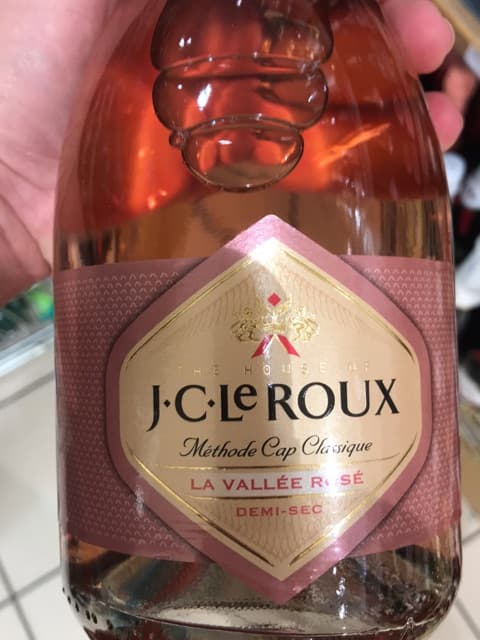 THE HOUSE OF
J·C·Le ROUX
Méthode Cap Classique
LA VALLÉE ROSÉ
DEMI-SEC